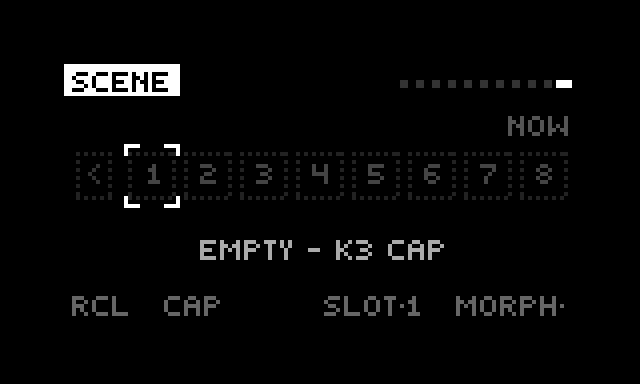 SCENE
NOW
< 1 2 3 4 5 6 7 8
EMPTY - K3 CAP
RCL CAP SLOT·1 MORPH·